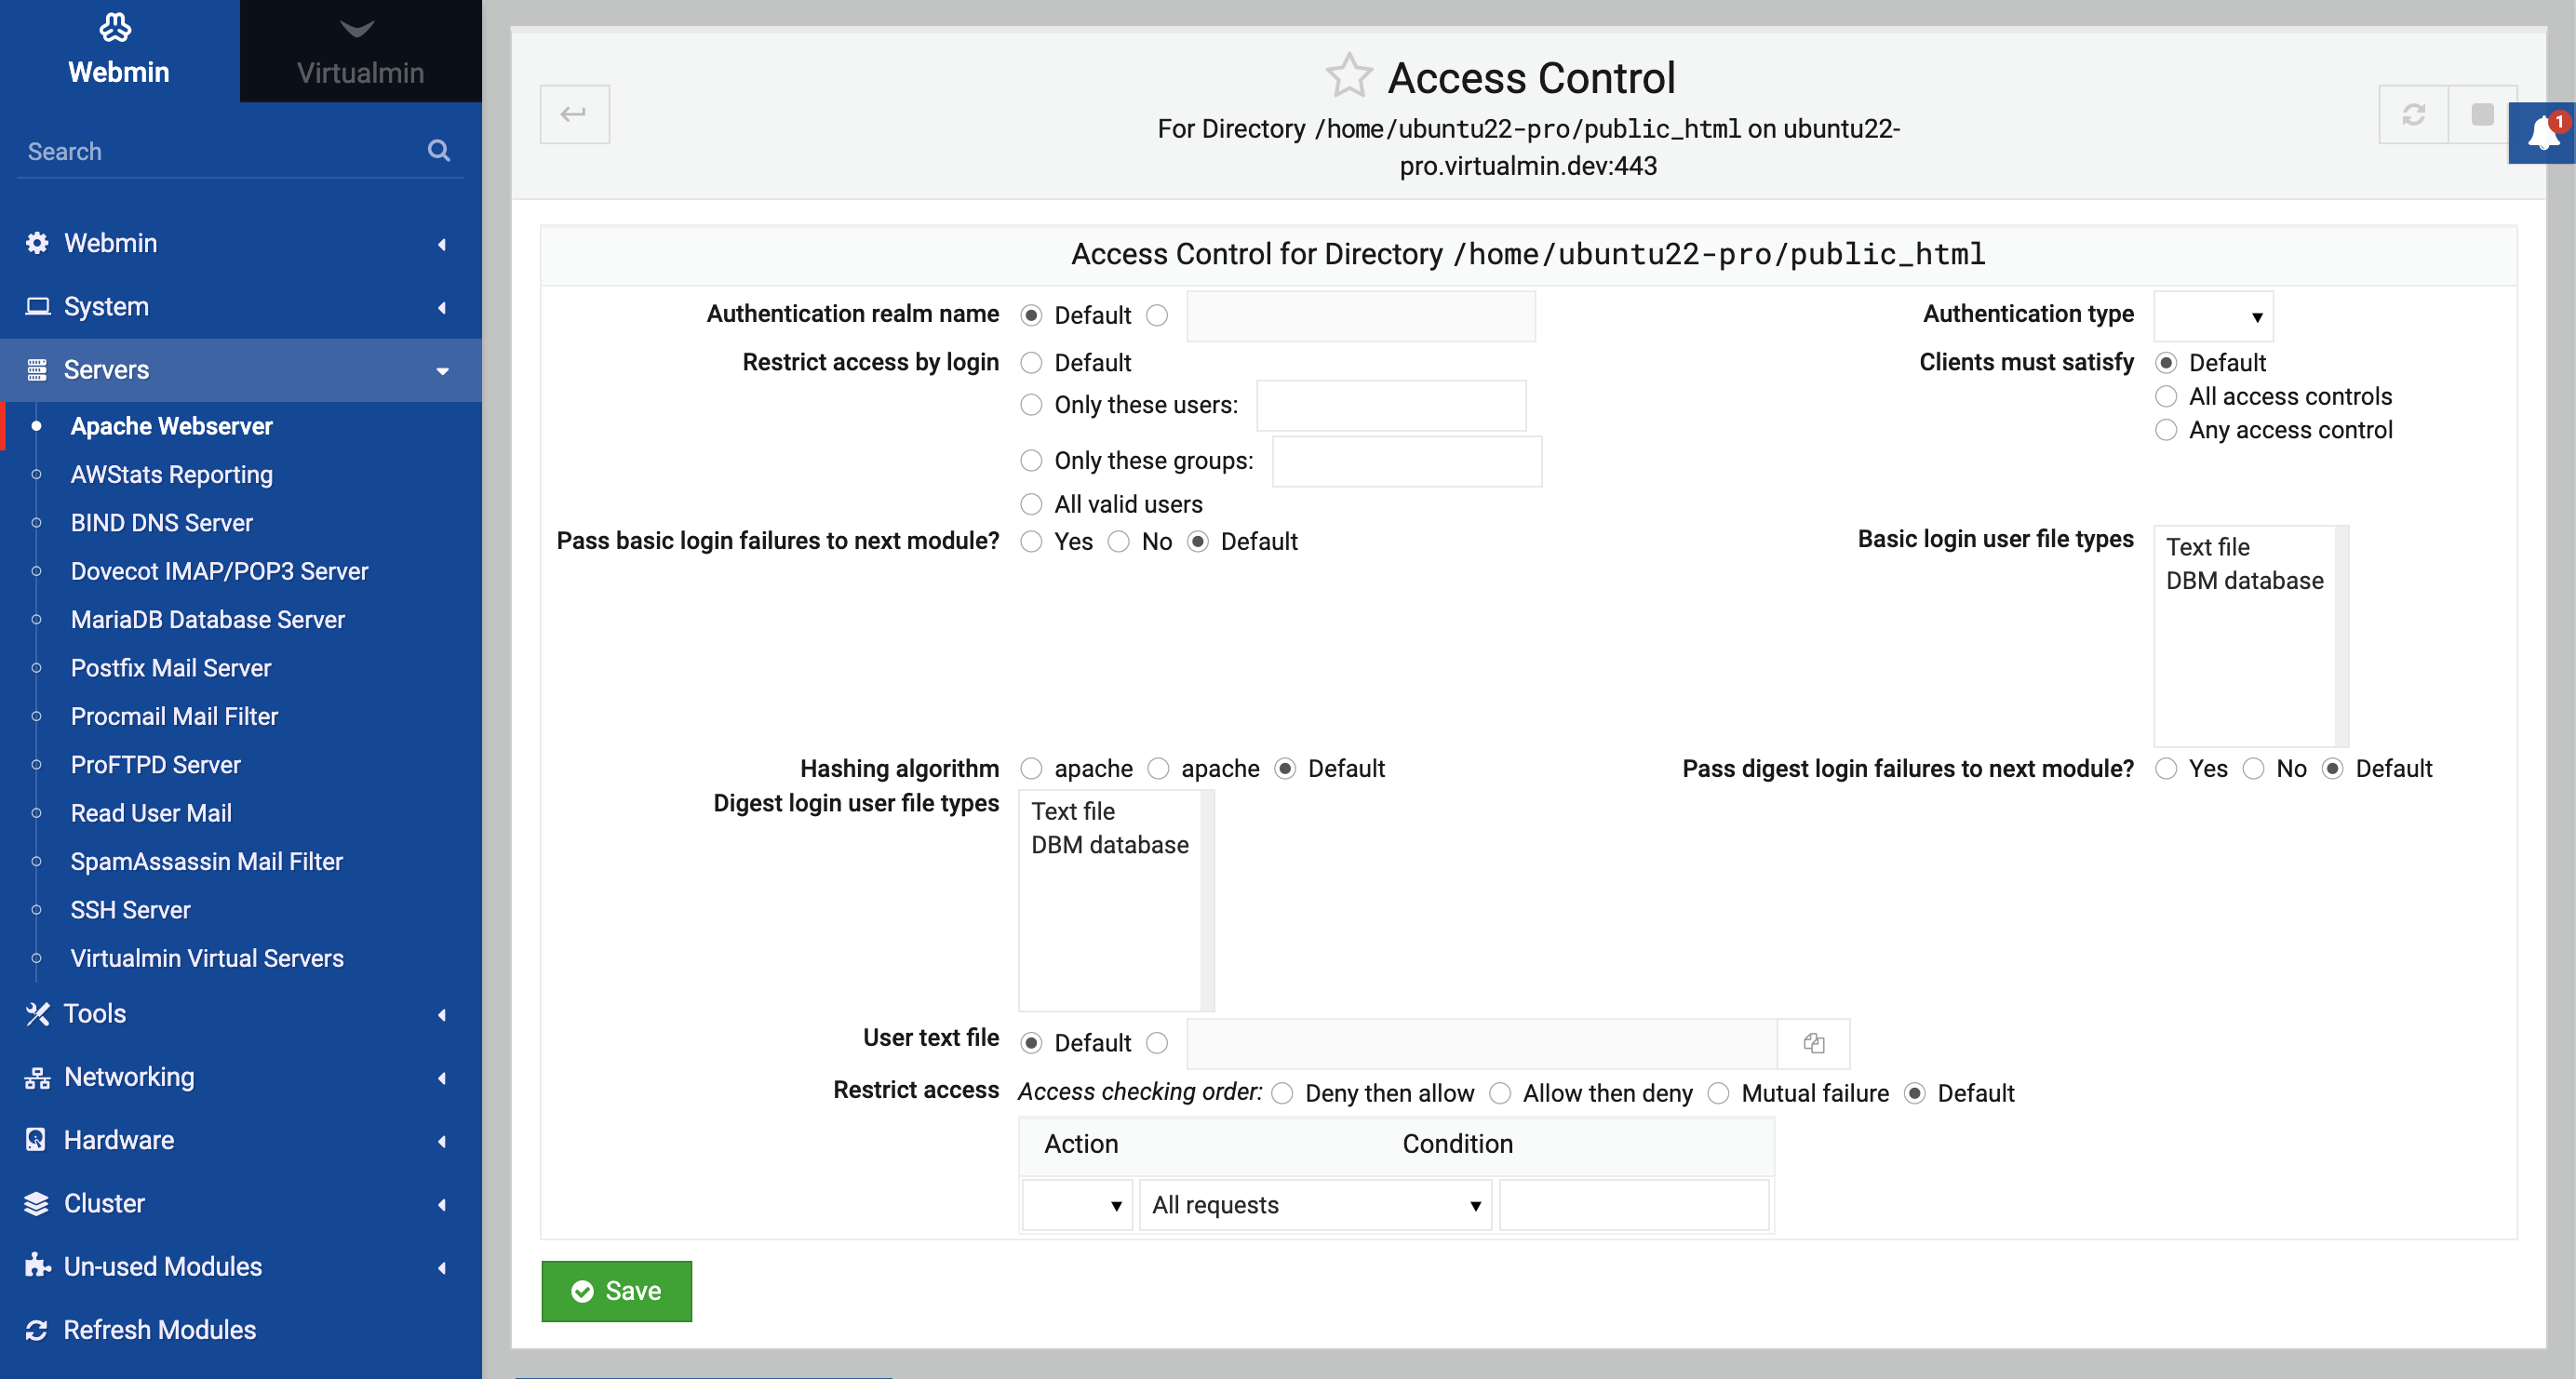 Webmin
Virtualmin
Search
Webmin
System
Servers
Apache Webserver
AWStats Reporting
BIND DNS Server
Dovecot IMAP/POP3 Server
MariaDB Database Server
Postfix Mail Server
Procmail Mail Filter
ProFTPD Server
Read User Mail
SpamAssassin Mail Filter
SSH Server
Virtualmin Virtual Servers
Tools
Networking
Hardware
Cluster
Un-used Modules
Refresh Modules
Access Control
For Directory /home/ubuntu22-pro/public_html on ubuntu22-
pro.virtualmin.dev:443
1
Access Control for Directory /home/ubuntu22-pro/public_html
Authentication realm name Default
Authentication type
Restrict access by login Default
Only these users:
Only these groups:
All valid users
Clients must satisfy Default
All access controls
Any access control
Pass basic login failures to next module? Yes No Default
Basic login user file types Text file
DBM database
Hashing algorithm apache apache Default
Pass digest login failures to next module? Yes No Default
Digest login user file types Text file
DBM database
User text file Default
Restrict access Access checking order: Deny then allow Allow then deny Mutual failure Default
Action Condition
All requests
Save